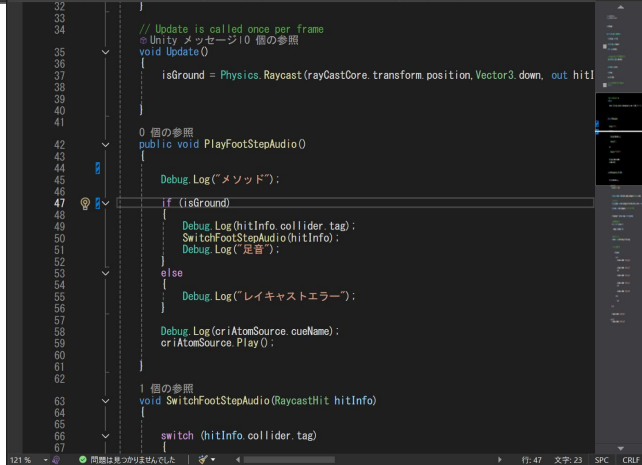 32 }
33
34 // Update is called once per frame
Unity メッセージ|0 個の参照
35 void Update()
36 {
37 isGround = Physics.Raycast(rayCastCore.transform.position,Vector3.down, out hitI
38
39
40 }
41
0 個の参照
42 public void PlayFootStepAudio()
43 {
44
45 Debug.Log("メソッド");
46
47 if (isGround)
48 {
49 Debug.Log(hitInfo.collider.tag);
50 SwitchFootStepAudio(hitInfo);
51 Debug.Log("足音");
52 }
53 else
54 {
55 Debug.Log("レイキャストエラー");
56 }
57
58 Debug.Log(criAtomSource.cueName);
59 criAtomSource.Play();
60
61 }
62
1 個の参照
63 void SwitchFootStepAudio(RaycastHit hitInfo)
64 {
65
66 switch (hitInfo.collider.tag)
67 {
121 % 問題は見つかりませんでした 行: 47 文字: 23 SPC CRLF